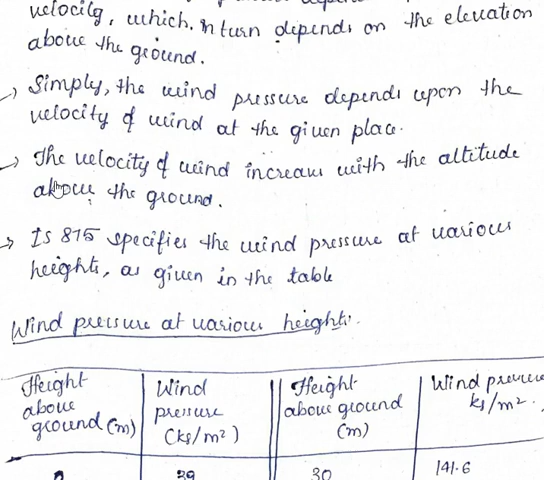 velocity, which. in turn depends on the elevation
above the ground.
→ Simply, the wind pressure depends upon the
velocity of wind at the given place.
→ The velocity of wind increases with the altitude
above the ground.
→ Is 875 specifies the wind pressure at various
heights, as given in the table
Wind pressure at various heights.
Height above ground (m) | Wind pressure (kg/m²) | Height above ground (m) | Wind pressure kg/m².
39 | 30 | 141.6